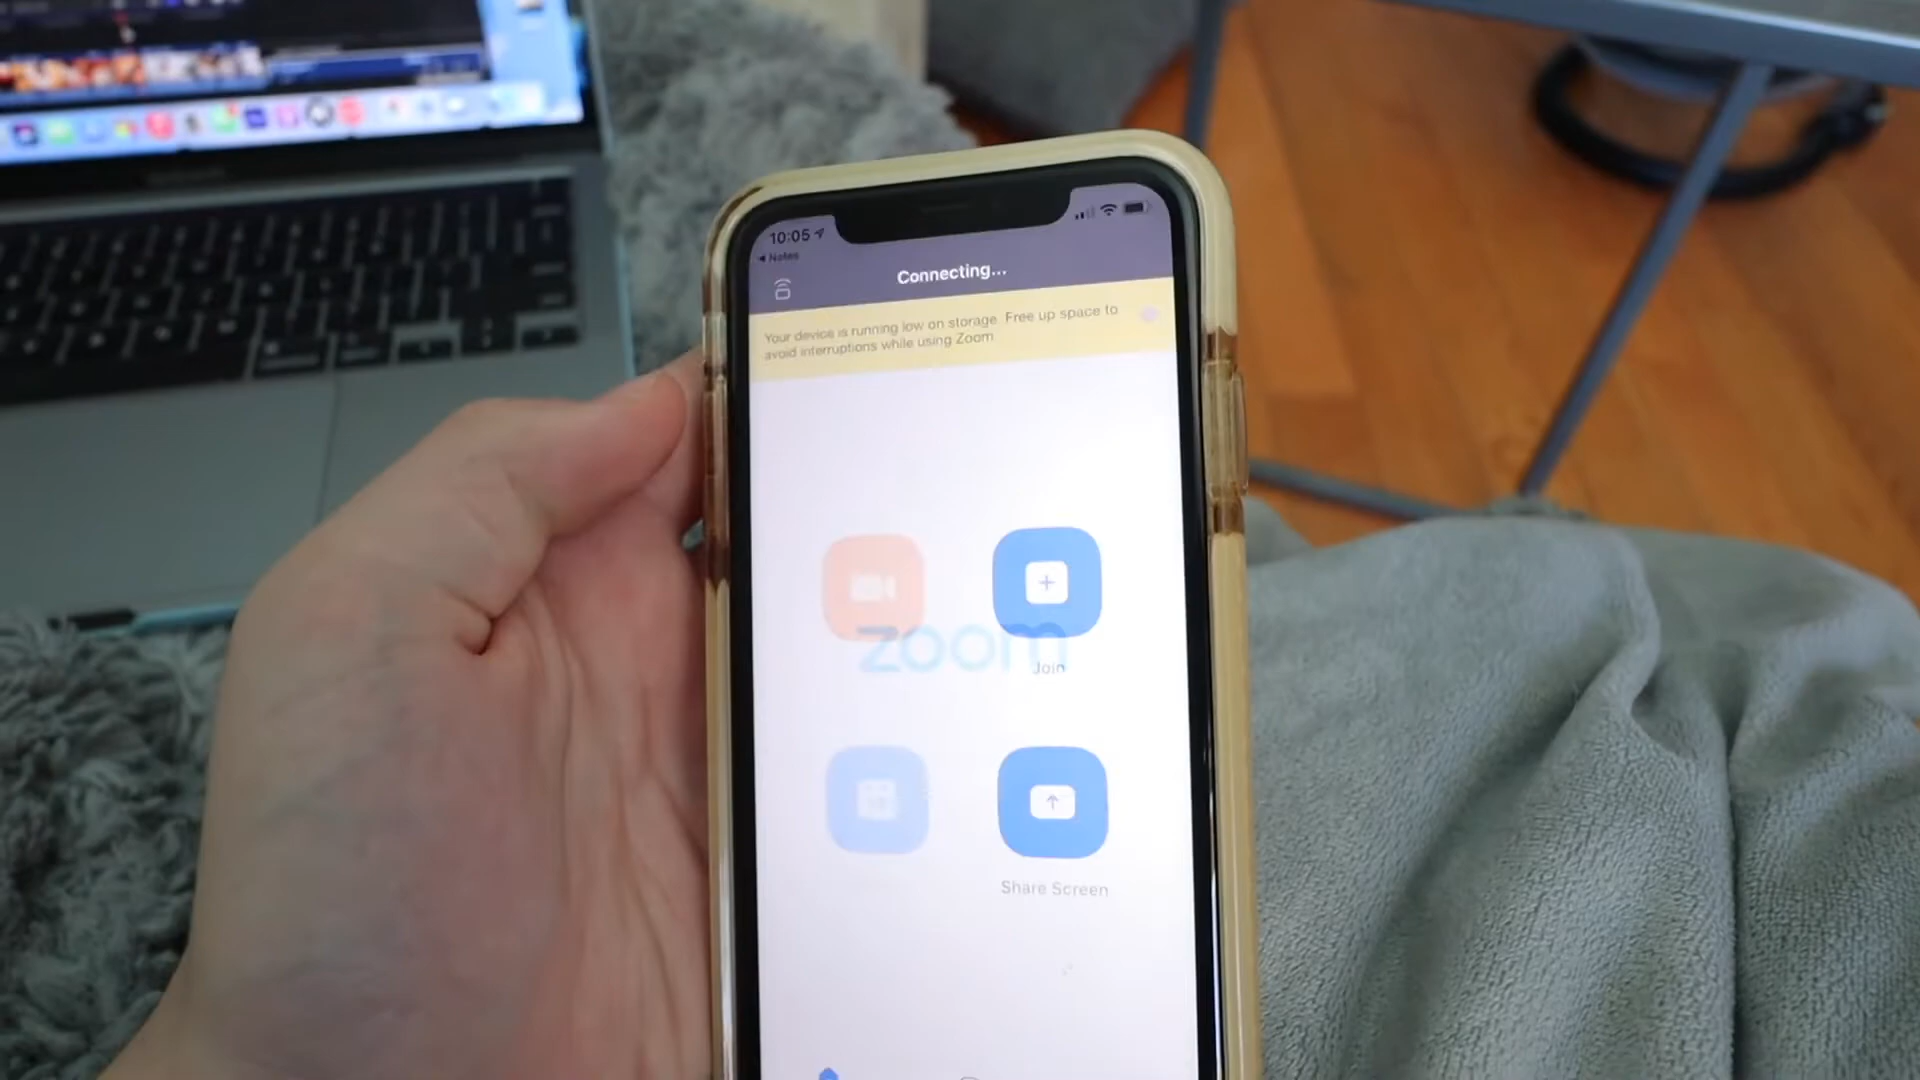 10:05
Notes
Connecting...
Your device is running low on storage. Free up space to
avoid interruptions while using Zoom
zoom
Join
Share Screen